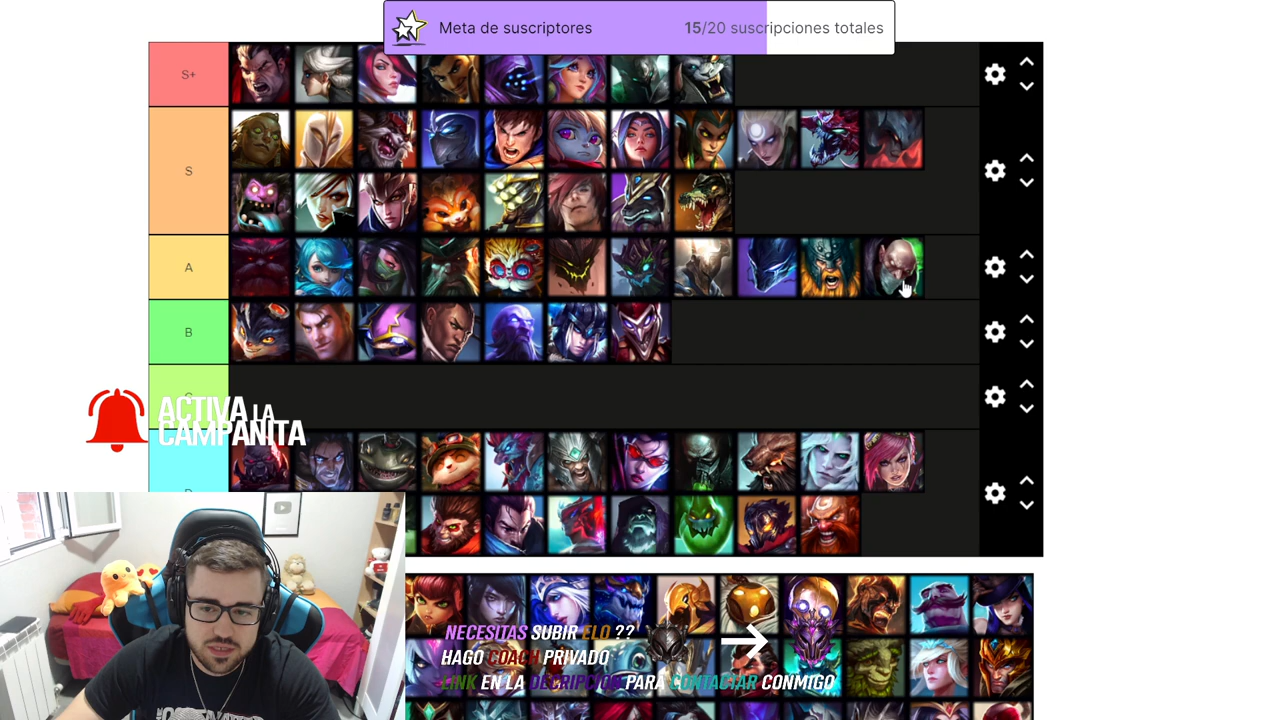 Meta de suscriptores
15/20 suscripciones totales
S+
S
A
B
ACTIVA LA
CAMPANITA
NECESITAS SUBIR ELO ??
HAGO COACH PRIVADO
LINK EN LA DECRIPCION PARA CONTACTAR CONMIGO